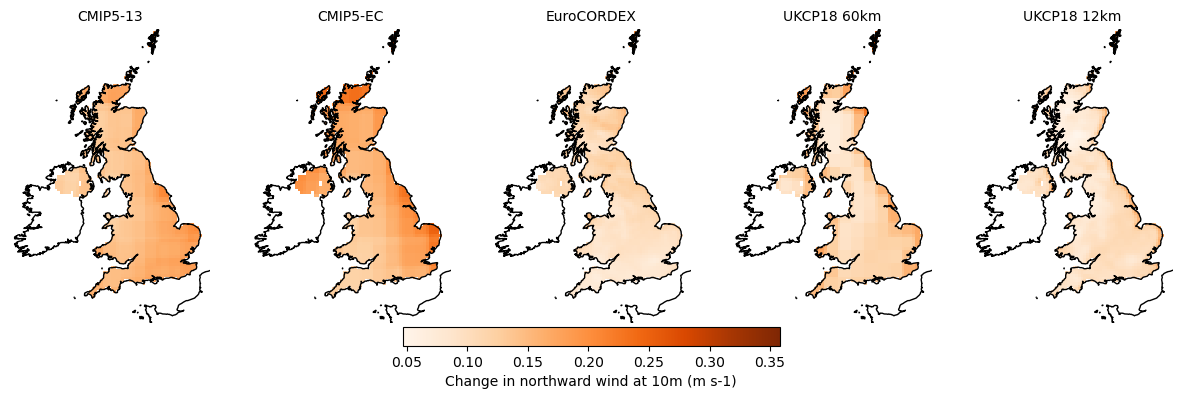 CMIP5-13 CMIP5-EC EuroCORDEX UKCP18 60km UKCP18 12km
0.05 0.10 0.15 0.20 0.25 0.30 0.35
Change in northward wind at 10m (m s-1)